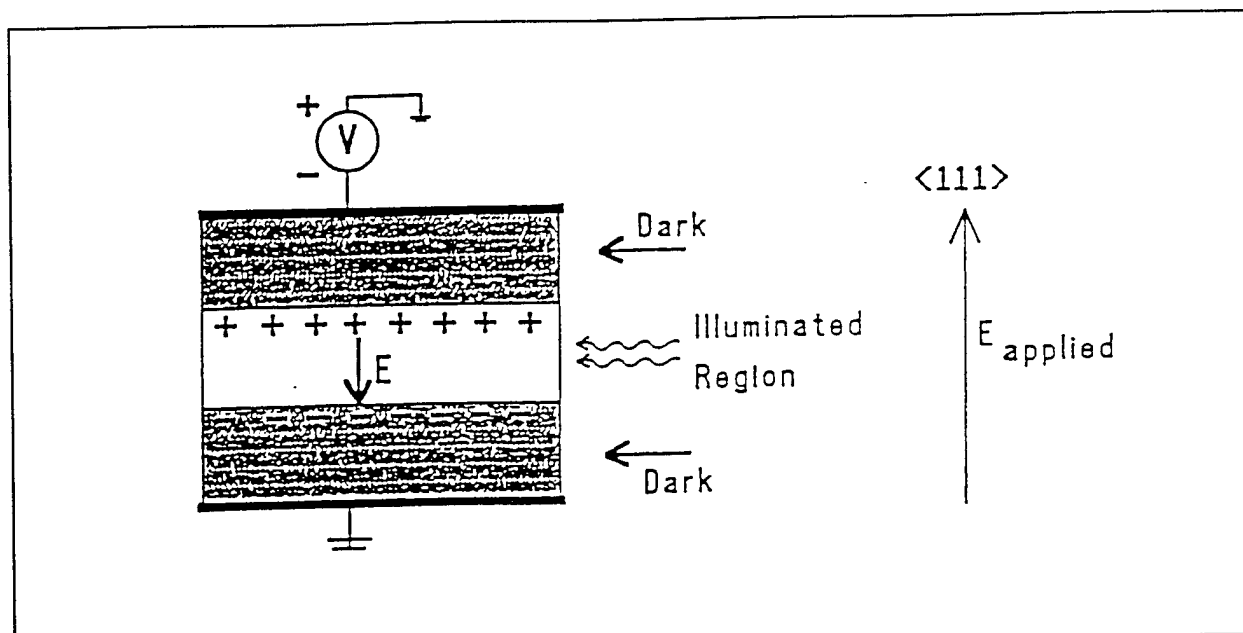 +
V
-
<111>
Dark
+ + + + + + + +
Illuminated
Region
E
E applied
- - - - - - - -
Dark